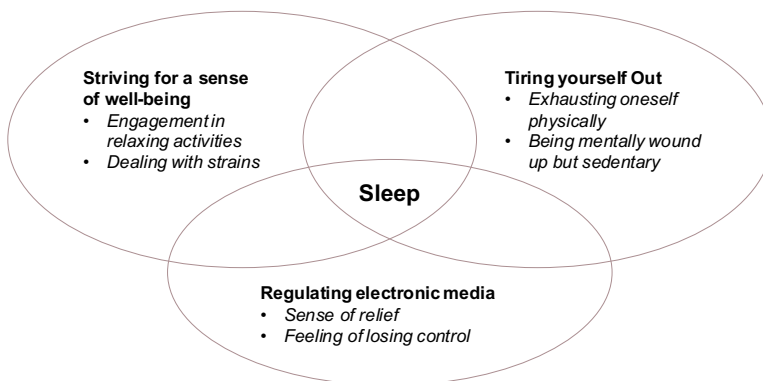 Striving for a sense
of well-being
• Engagement in
relaxing activities
• Dealing with strains
Tiring yourself Out
• Exhausting oneself
physically
• Being mentally wound
up but sedentary
Sleep
Regulating electronic media
• Sense of relief
• Feeling of losing control